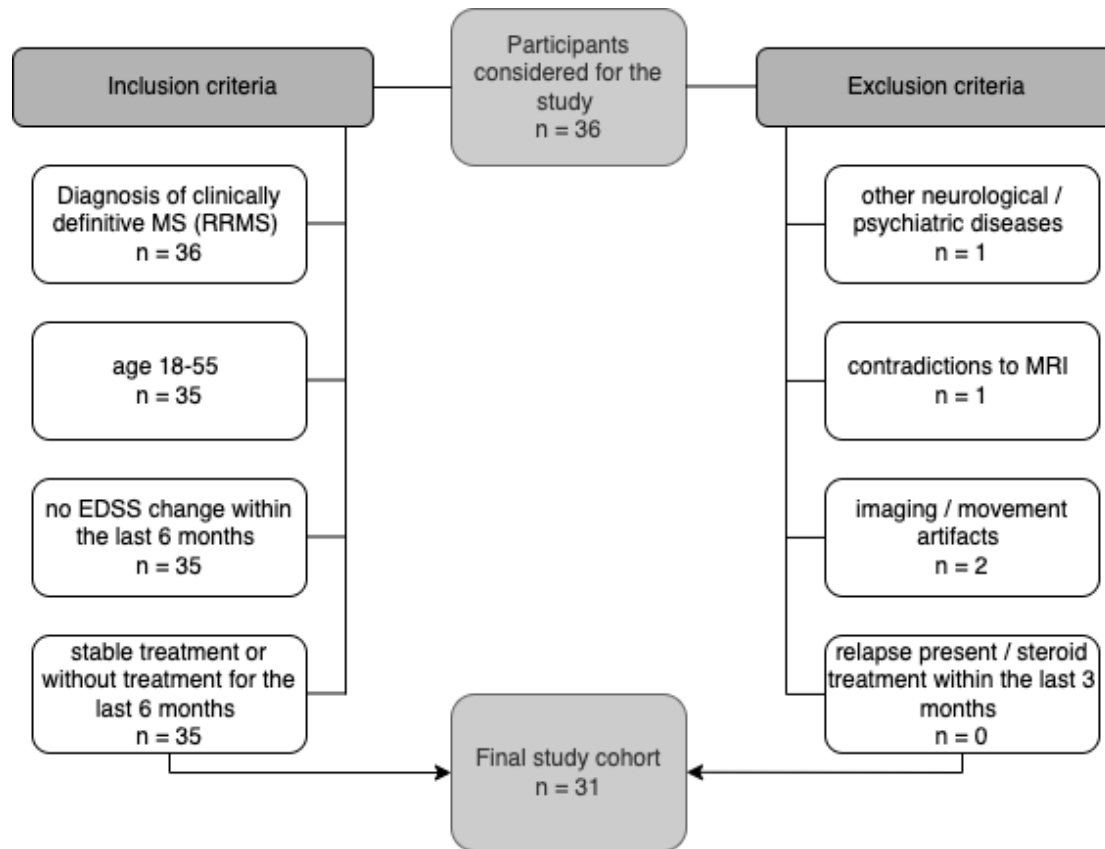 Participants
considered for the
study
n = 36
Inclusion criteria
Diagnosis of clinically
definitive MS (RRMS)
n = 36
age 18-55
n = 35
no EDSS change within
the last 6 months
n = 35
stable treatment or
without treatment for the
last 6 months
n = 35
Exclusion criteria
other neurological /
psychiatric diseases
n = 1
contradictions to MRI
n = 1
imaging / movement
artifacts
n = 2
relapse present / steroid
treatment within the last 3
months
n = 0
Final study cohort
n = 31